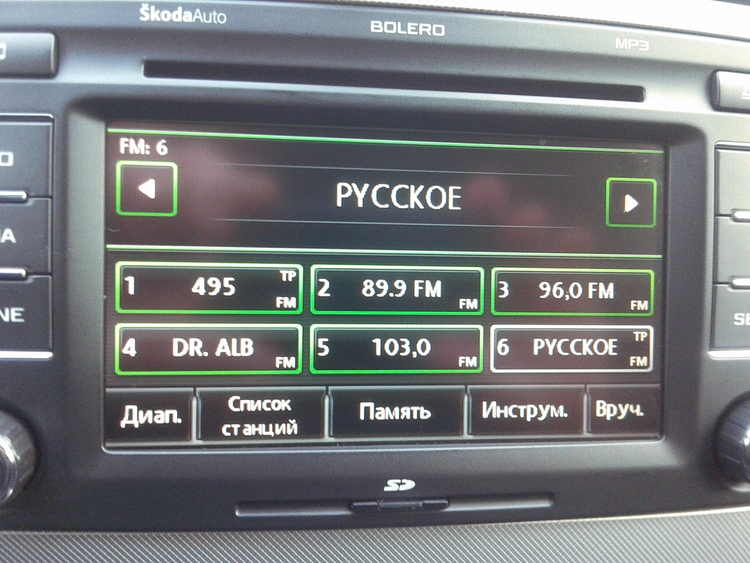 ŠkodaAuto
BOLERO
MP3
FM: 6
РУССКОЕ
1 495 TP FM
2 89.9 FM FM
3 96,0 FM FM
4 DR. ALB FM
5 103,0 FM
6 РУССКОЕ TP FM
Диап.
Список
станций
Память
Инструм.
Вруч.
SD